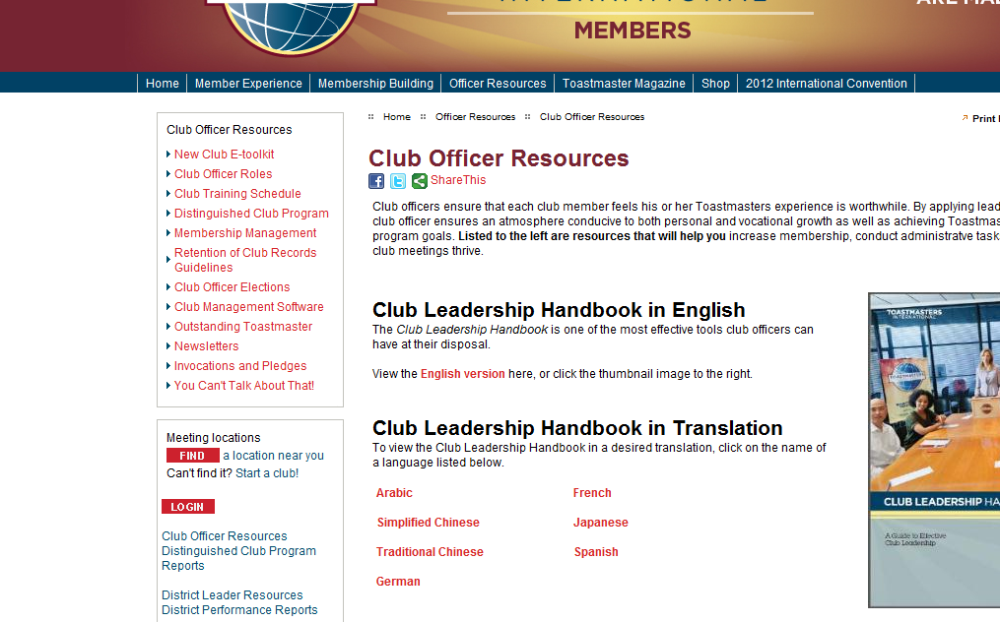 MEMBERS
Home Member Experience Membership Building Officer Resources Toastmaster Magazine Shop 2012 International Convention
Home Officer Resources Club Officer Resources
Print
Club Officer Resources
New Club E-toolkit
Club Officer Roles
Club Training Schedule
Distinguished Club Program
Membership Management
Retention of Club Records
Guidelines
Club Officer Elections
Club Management Software
Outstanding Toastmaster
Newsletters
Invocations and Pledges
You Can't Talk About That!
Meeting locations
FIND a location near you
Can't find it? Start a club!
LOGIN
Club Officer Resources
Distinguished Club Program
Reports
District Leader Resources
District Performance Reports
Club Officer Resources
ShareThis
Club officers ensure that each club member feels his or her Toastmasters experience is worthwhile. By applying lead
club officer ensures an atmosphere conducive to both personal and vocational growth as well as achieving Toastmas
program goals. Listed to the left are resources that will help you increase membership, conduct administratve task
club meetings thrive.
Club Leadership Handbook in English
The Club Leadership Handbook is one of the most effective tools club officers can
have at their disposal.
View the English version here, or click the thumbnail image to the right.
Club Leadership Handbook in Translation
To view the Club Leadership Handbook in a desired translation, click on the name of
a language listed below.
Arabic French
Simplified Chinese Japanese
Traditional Chinese Spanish
German
TOASTMASTERS
INTERNATIONAL
TOASTMASTERS
CLUB LEADERSHIP HA
A Guide to Effective
Club Leadership